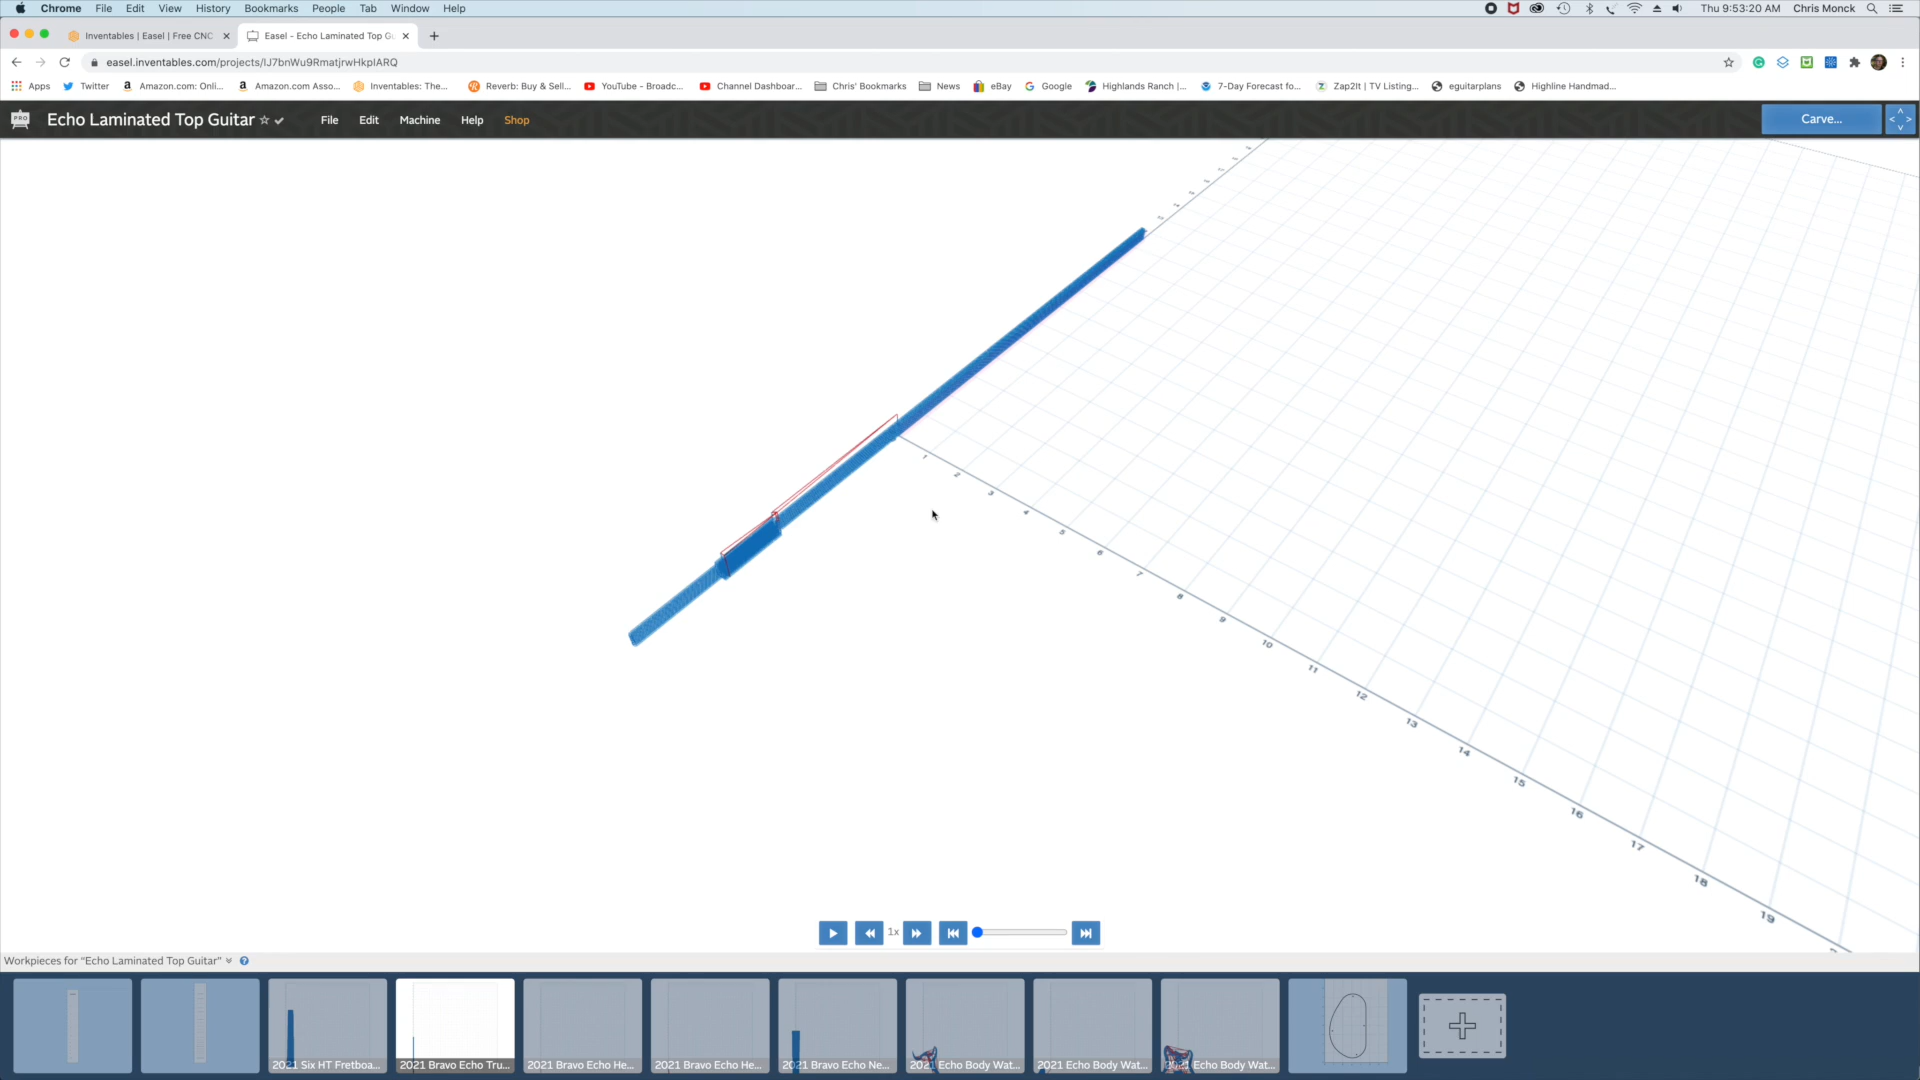 Chrome File Edit View History Bookmarks People Tab Window Help Thu 9:53:20 AM Chris Monck
Inventables | Easel | Free CNC Easel - Echo Laminated Top G
easel.inventables.com/projects/IJ7bnWu9RmatjrwHkpIARQ
Apps Twitter Amazon.com: Onli... Amazon.com Asso... Inventables: The... Reverb: Buy & Sell... YouTube - Broadc... Channel Dashboar... Chris' Bookmarks News eBay Google Highlands Ranch |... 7-Day Forecast fo... Zap2It | TV Listing... eguitarplans Highline Handmad...
PRO Echo Laminated Top Guitar File Edit Machine Help Shop Carve...
1
2
3
4
5
6
7
8
9
10
11
12
13
14
15
16
17
18
19
1x
Workpieces for "Echo Laminated Top Guitar" ?
2021 Six HT Fretboa... 2021 Bravo Echo Tru... 2021 Bravo Echo He... 2021 Bravo Echo He... 2021 Bravo Echo Ne... 2021 Echo Body Wat... 2021 Echo Body Wat... 2021 Echo Body Wat...